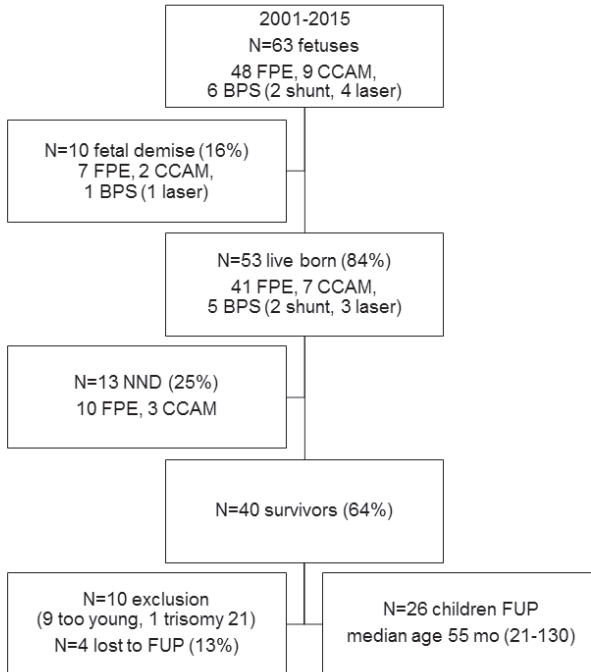 2001-2015
N=63 fetuses
48 FPE, 9 CCAM,
6 BPS (2 shunt, 4 laser)
N=10 fetal demise (16%)
7 FPE, 2 CCAM,
1 BPS (1 laser)
N=53 live born (84%)
41 FPE, 7 CCAM,
5 BPS (2 shunt, 3 laser)
N=13 NND (25%)
10 FPE, 3 CCAM
N=40 survivors (64%)
N=10 exclusion
(9 too young, 1 trisomy 21)
N=4 lost to FUP (13%)
N=26 children FUP
median age 55 mo (21-130)